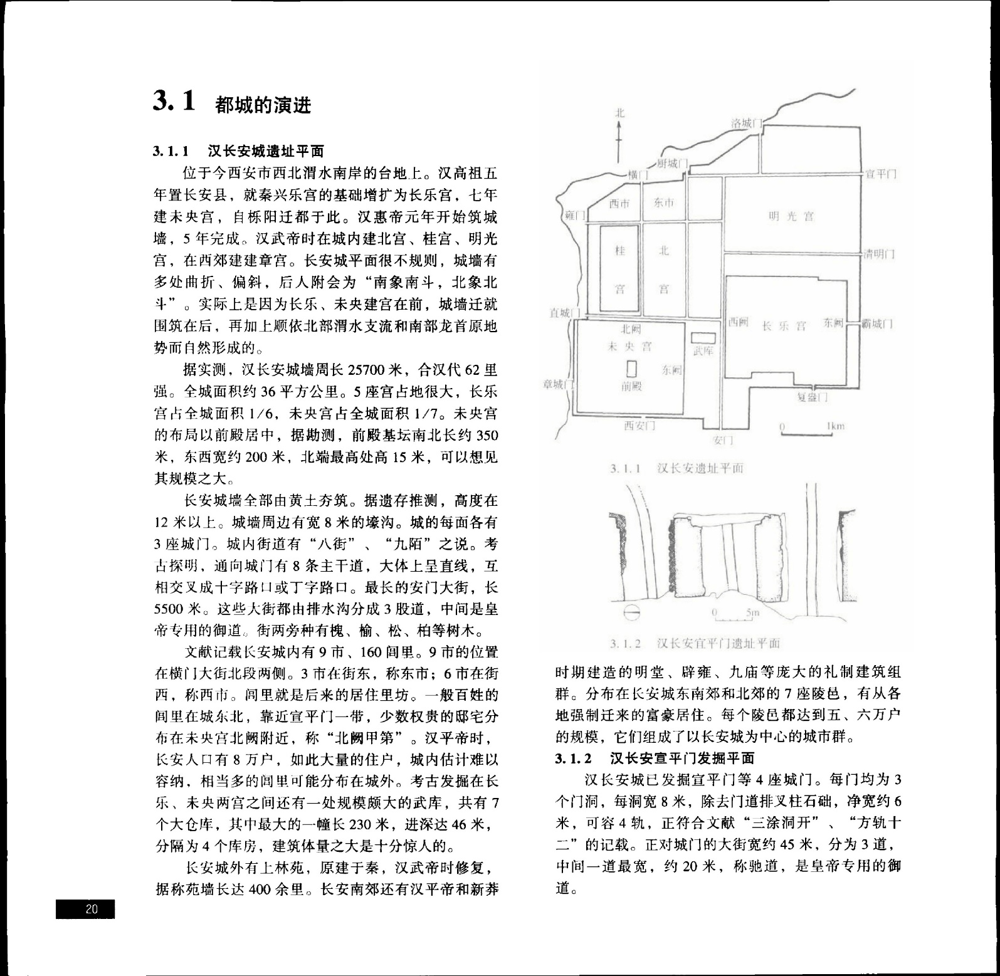 3.1 都城的演进
3.1.1 汉长安城遗址平面
位于今西安市西北渭水南岸的台地上。汉高祖五
年置长安县，就秦兴乐宫的基础增扩为长乐宫，七年
建未央宫，自栎阳迁都于此。汉惠帝元年开始筑城
墙，5 年完成。汉武帝时在城内建北宫、桂宫、明光
宫，在西郊建建章宫。长安城平面很不规则，城墙有
多处曲折、偏斜，后人附会为“南象南斗，北象北
斗”。实际上是因为长乐、未央建宫在前，城墙迁就
围筑在后，再加上顺依北部渭水支流和南部龙首原地
势而自然形成的。
据实测，汉长安城墙周长 25700 米，合汉代 62 里
强。全城面积约 36 平方公里。5 座宫占地很大，长乐
宫占全城面积 1/6，未央宫占全城面积 1/7。未央宫
的布局以前殿居中，据勘测，前殿基坛南北长约 350
米，东西宽约 200 米，北端最高处高 15 米，可以想见
其规模之大。
长安城墙全部由黄土夯筑。据遗存推测，高度在
12 米以上。城墙周边有宽 8 米的壕沟。城的每面各有
3 座城门。城内街道有“八街”、“九陌”之说。考
古探明，通向城门有 8 条主干道，大体上呈直线，互
相交叉成十字路口或丁字路口。最长的安门大街，长
5500 米。这些大街都由排水沟分成 3 股道，中间是皇
帝专用的御道。街两旁种有槐、榆、松、柏等树木。
文献记载长安城内有 9 市、160 闾里。9 市的位置
在横门大街北段两侧。3 市在街东，称东市；6 市在街
西，称西市。闾里就是后来的居住里坊。一般百姓的
闾里在城东北，靠近宣平门一带，少数权贵的邸宅分
布在未央宫北阙附近，称“北阙甲第”。汉平帝时，
长安人口有 8 万户，如此大量的住户，城内估计难以
容纳，相当多的闾里可能分布在城外。考古发掘在长
乐、未央两宫之间还有一处规模颇大的武库，共有 7
个大仓库，其中最大的一幢长 230 米，进深达 46 米，
分隔为 4 个库房，建筑体量之大是十分惊人的。
长安城外有上林苑，原建于秦，汉武帝时修复，
据称苑墙长达 400 余里。长安南郊还有汉平帝和新莽
20
北
洛城门
厨城门
横门
宣平门
西市
东市
雍门
明光宫
桂宫
北宫
清明门
直城门
北阙
西阙
长乐宫
东阙
霸城门
未央宫
武库
东阙
章城门
前殿
复盎门
西安门
0 1km
安门
3.1.1 汉长安遗址平面
0 5m
3.1.2 汉长安宣平门遗址平面
时期建造的明堂、辟雍、九庙等庞大的礼制建筑组
群。分布在长安城东南郊和北郊的 7 座陵邑，有从各
地强制迁来的富豪居住。每个陵邑都达到五、六万户
的规模，它们组成了以长安城为中心的城市群。
3.1.2 汉长安宣平门发掘平面
汉长安城已发掘宣平门等 4 座城门。每门均为 3
个门洞，每洞宽 8 米，除去门道排叉柱石础，净宽约 6
米，可容 4 轨，正符合文献“三涂洞开”、“方轨十
二”的记载。正对城门的大街宽约 45 米，分为 3 道，
中间一道最宽，约 20 米，称驰道，是皇帝专用的御
道。